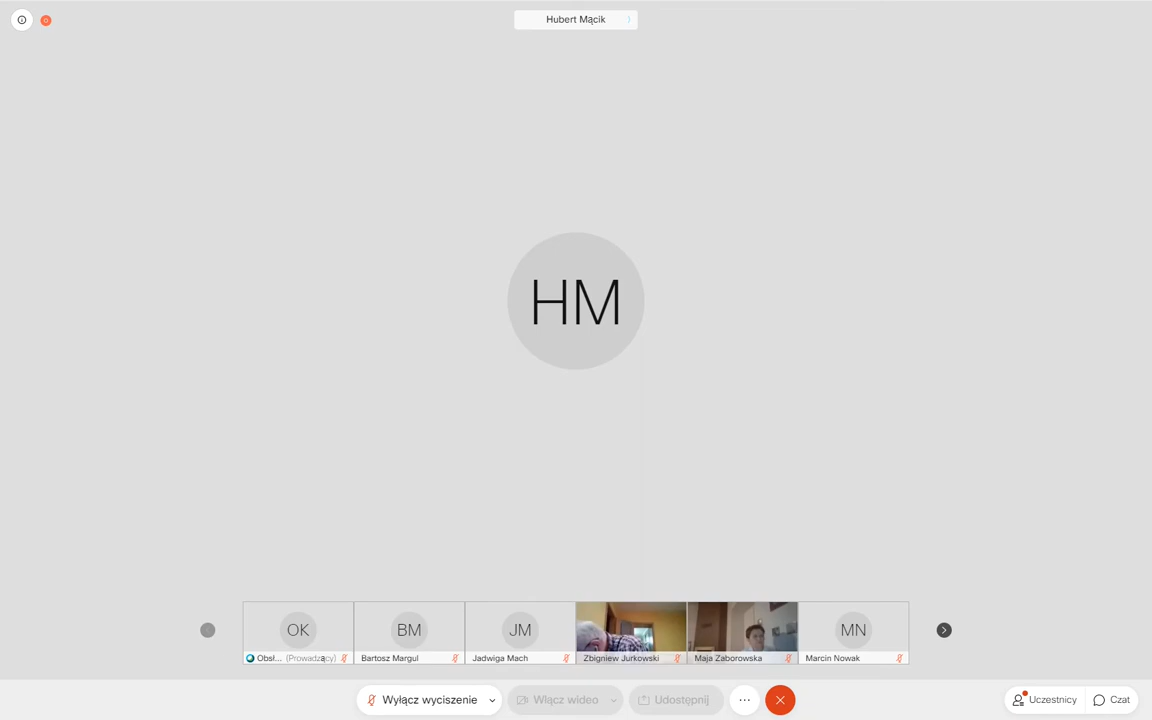 Hubert Mącik
HM
OK
BM
JM
MN
Obsł... (Prowadzący)
Bartosz Margul
Jadwiga Mach
Zbigniew Jurkowski
Maja Zaborowska
Marcin Nowak
Wyłącz wyciszenie
Włącz wideo
Udostępnij
Uczestnicy
Czat